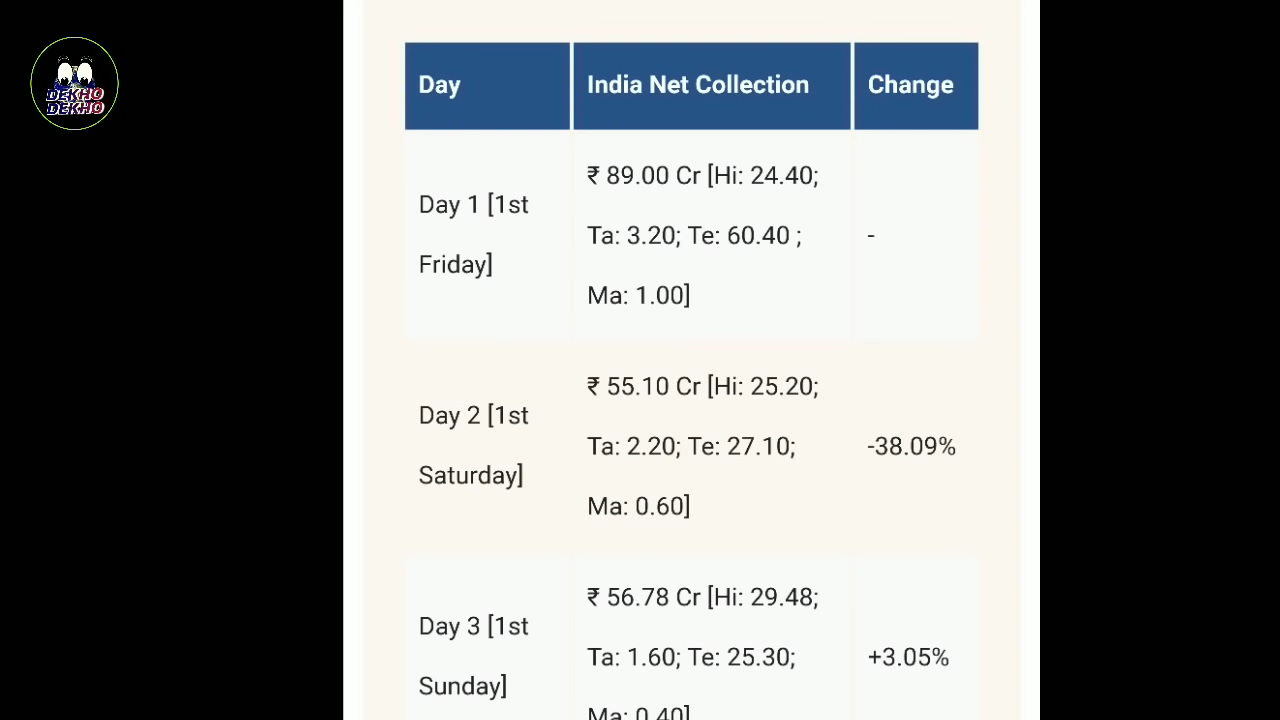 DEKHO
DEKHO
Day
India Net Collection
Change
Day 1 [1st
Friday]
₹ 89.00 Cr [Hi: 24.40;
Ta: 3.20; Te: 60.40 ;
Ma: 1.00]
-
Day 2 [1st
Saturday]
₹ 55.10 Cr [Hi: 25.20;
Ta: 2.20; Te: 27.10;
Ma: 0.60]
-38.09%
Day 3 [1st
Sunday]
₹ 56.78 Cr [Hi: 29.48;
Ta: 1.60; Te: 25.30;
Ma: 0.40]
+3.05%